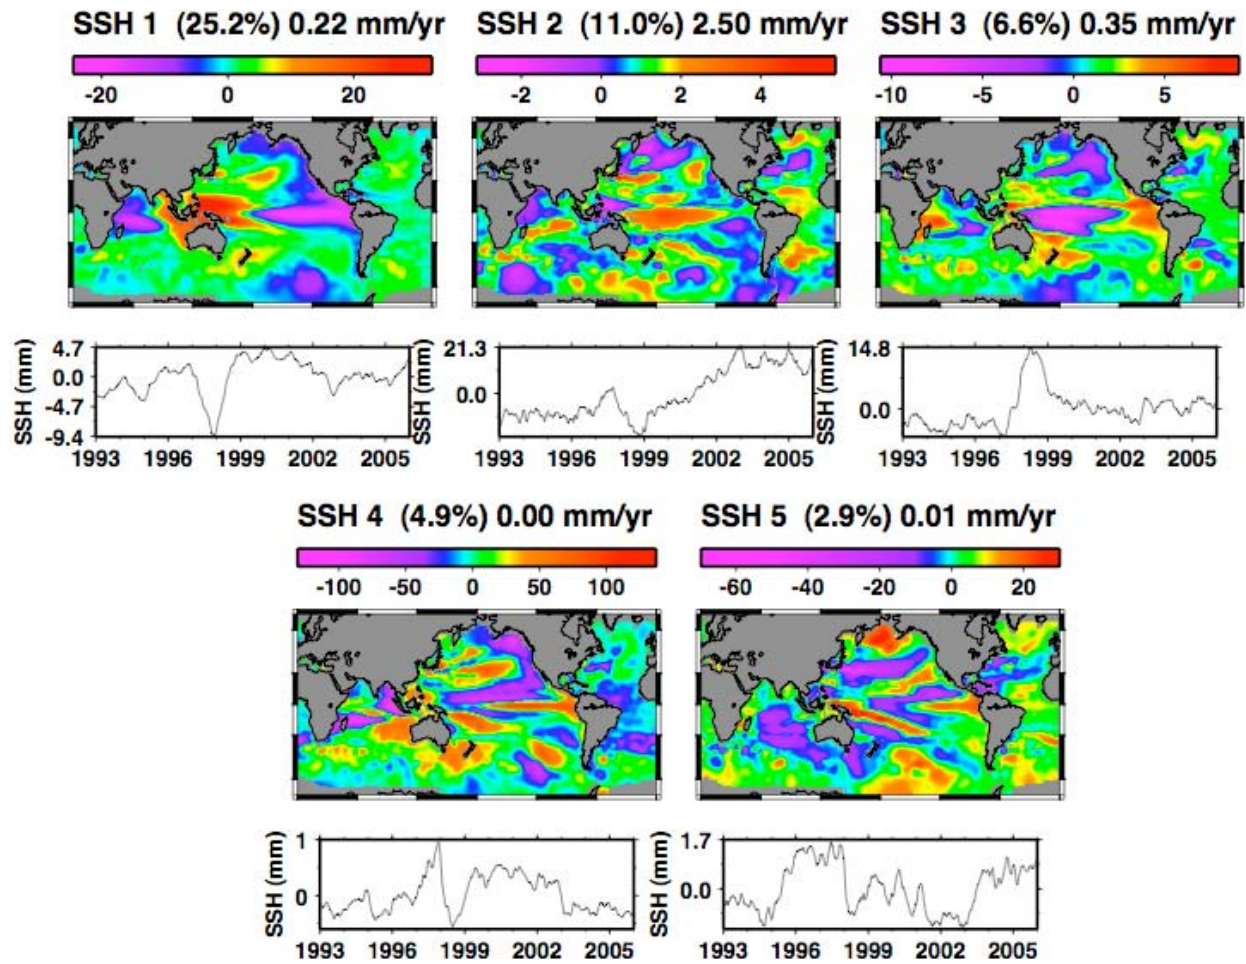 SSH 1 (25.2%) 0.22 mm/yr
-20 0 20
SSH (mm)
4.7
0.0
-4.7
-9.4
1993 1996 1999 2002 2005
SSH 2 (11.0%) 2.50 mm/yr
-2 0 2 4
SSH (mm)
21.3
0.0
1993 1996 1999 2002 2005
SSH 3 (6.6%) 0.35 mm/yr
-10 -5 0 5
SSH (mm)
14.8
0.0
1993 1996 1999 2002 2005
SSH 4 (4.9%) 0.00 mm/yr
-100 -50 0 50 100
SSH (mm)
1
0
1993 1996 1999 2002 2005
SSH 5 (2.9%) 0.01 mm/yr
-60 -40 -20 0 20
SSH (mm)
1.7
0.0
1993 1996 1999 2002 2005